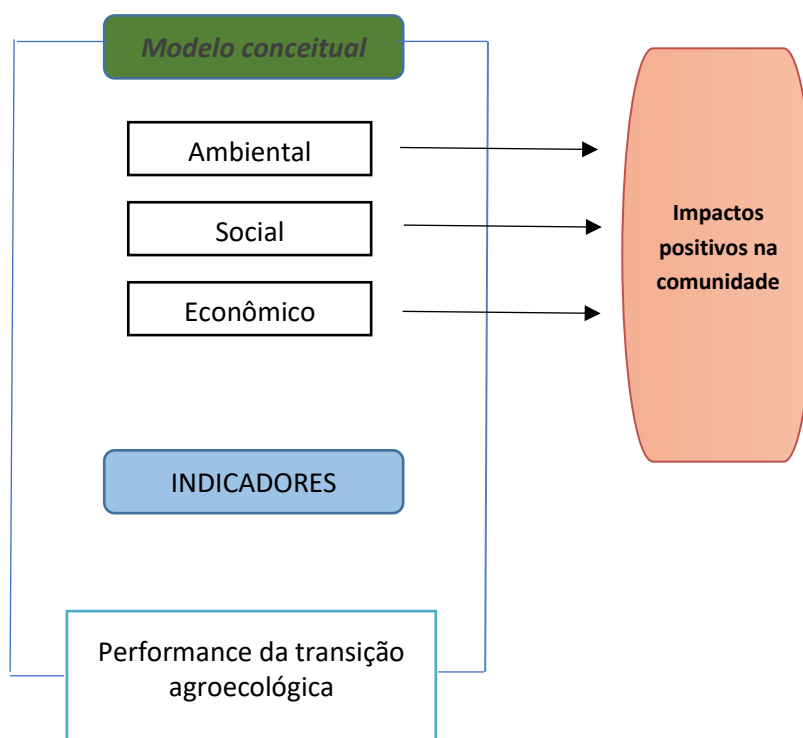 Modelo conceitual
Ambiental
Social
Econômico
Impactos
positivos na
comunidade
INDICADORES
Performance da transição
agroecológica